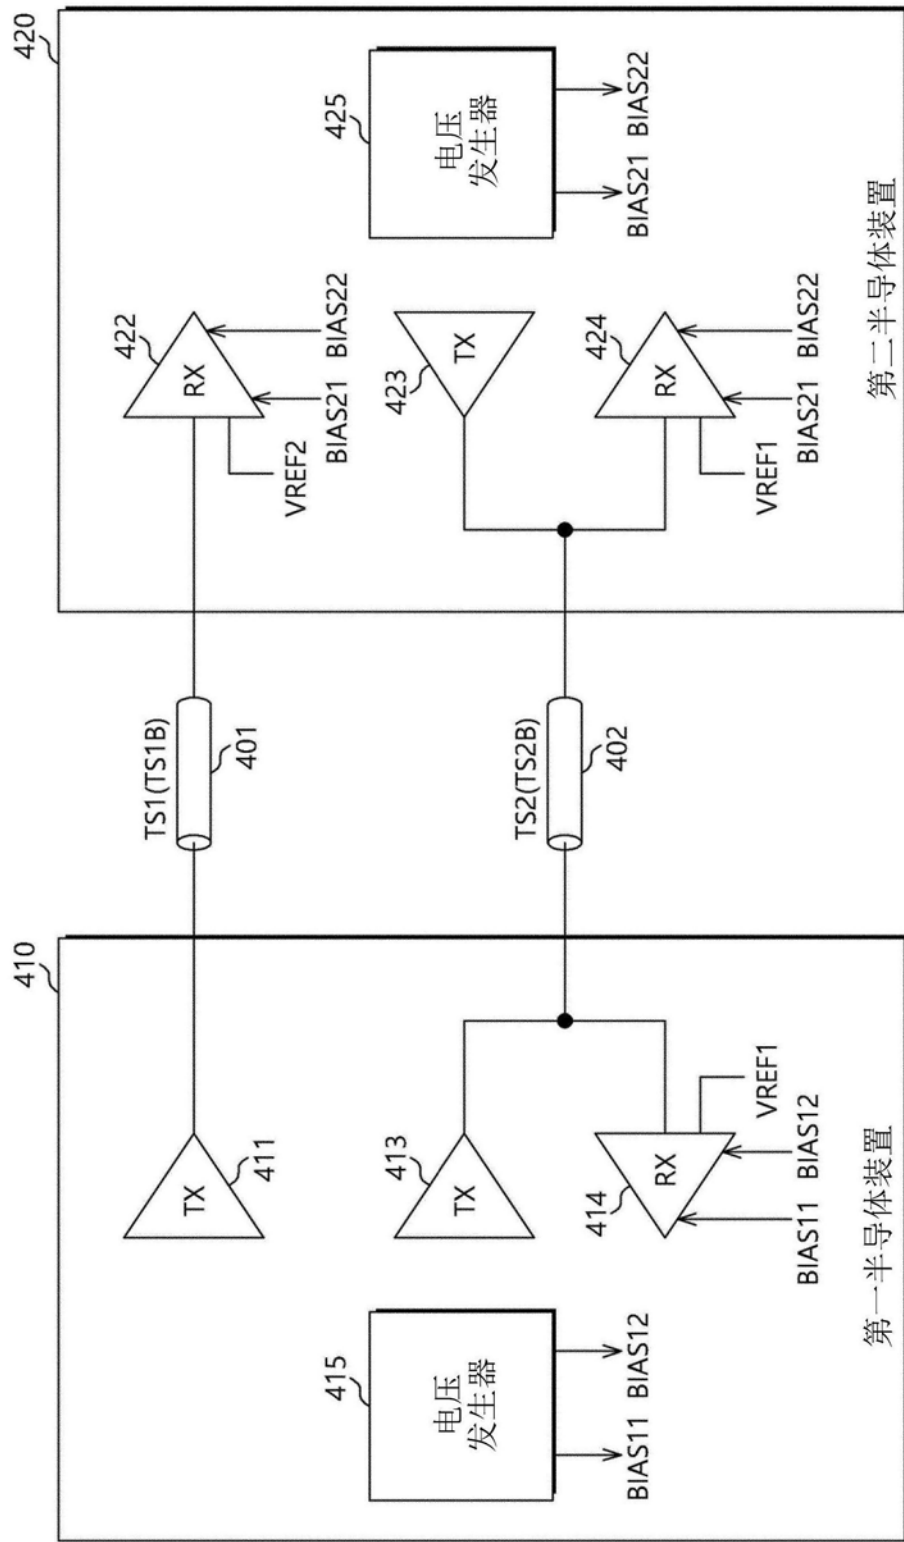 410
415
电压
发生器
BIAS11
BIAS12
TX
411
TX
413
RX
414
VREF1
BIAS11
BIAS12
第一半导体装置
TS1(TS1B)
401
TS2(TS2B)
402
420
RX
422
VREF2
BIAS21
BIAS22
TX
423
RX
424
VREF1
BIAS21
BIAS22
425
电压
发生器
BIAS21
BIAS22
第二半导体装置